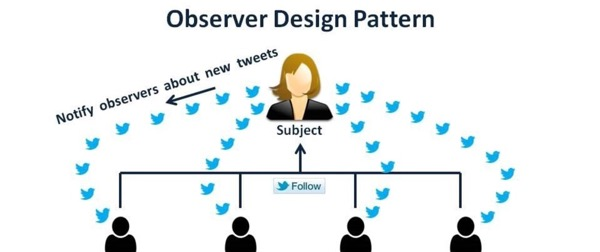 Observer Design Pattern
Notify observers about new tweets
Subject
Follow